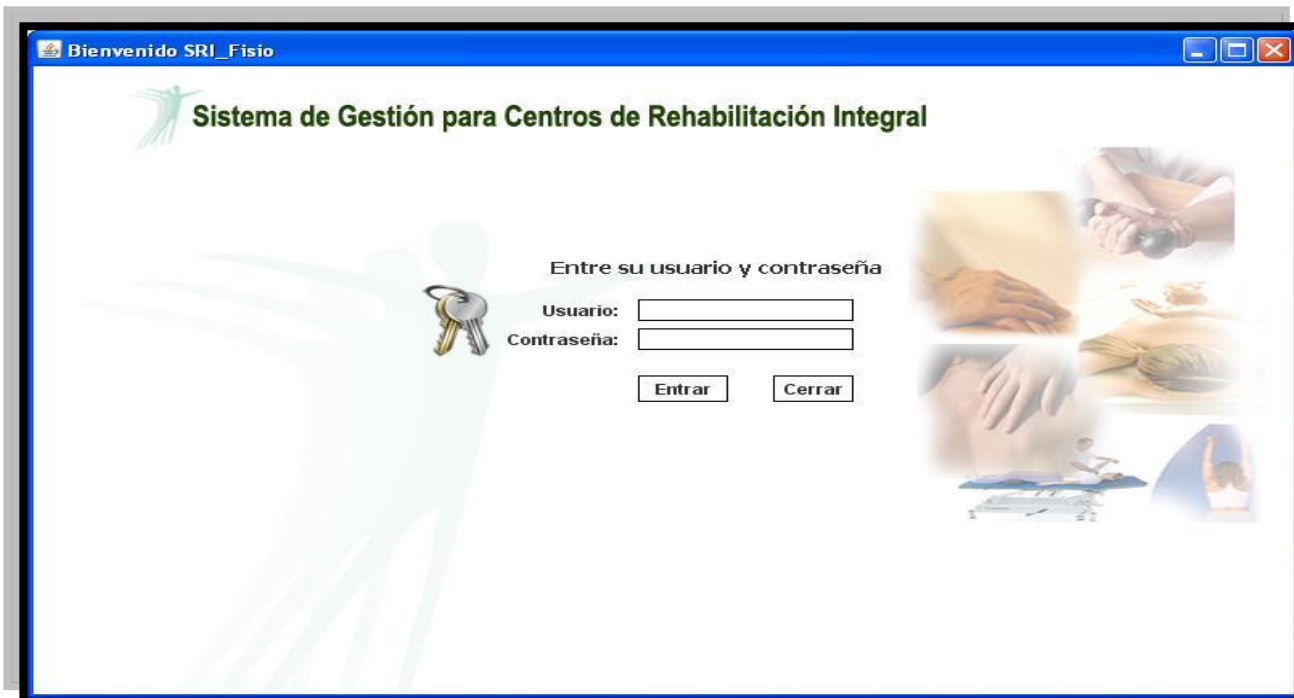 Bienvenido SRI_Fisio
Sistema de Gestión para Centros de Rehabilitación Integral
Entre su usuario y contraseña
Usuario:
Contraseña:
Entrar Cerrar